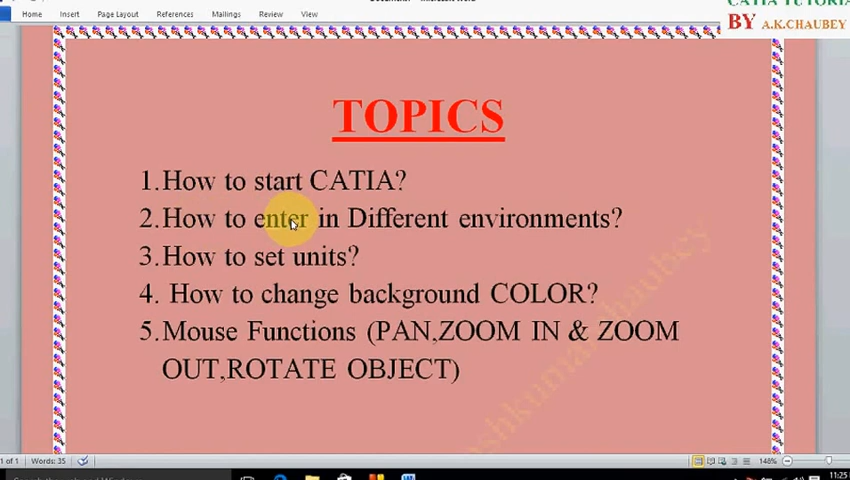 CATIA TUTORIA
BY A.K.CHAUBEY
Home Insert Page Layout References Mailings Review View
TOPICS
1.How to start CATIA?
2.How to enter in Different environments?
3.How to set units?
4. How to change background COLOR?
5.Mouse Functions (PAN,ZOOM IN & ZOOM
OUT,ROTATE OBJECT)
1 of 1 Words: 35 148%
11:25